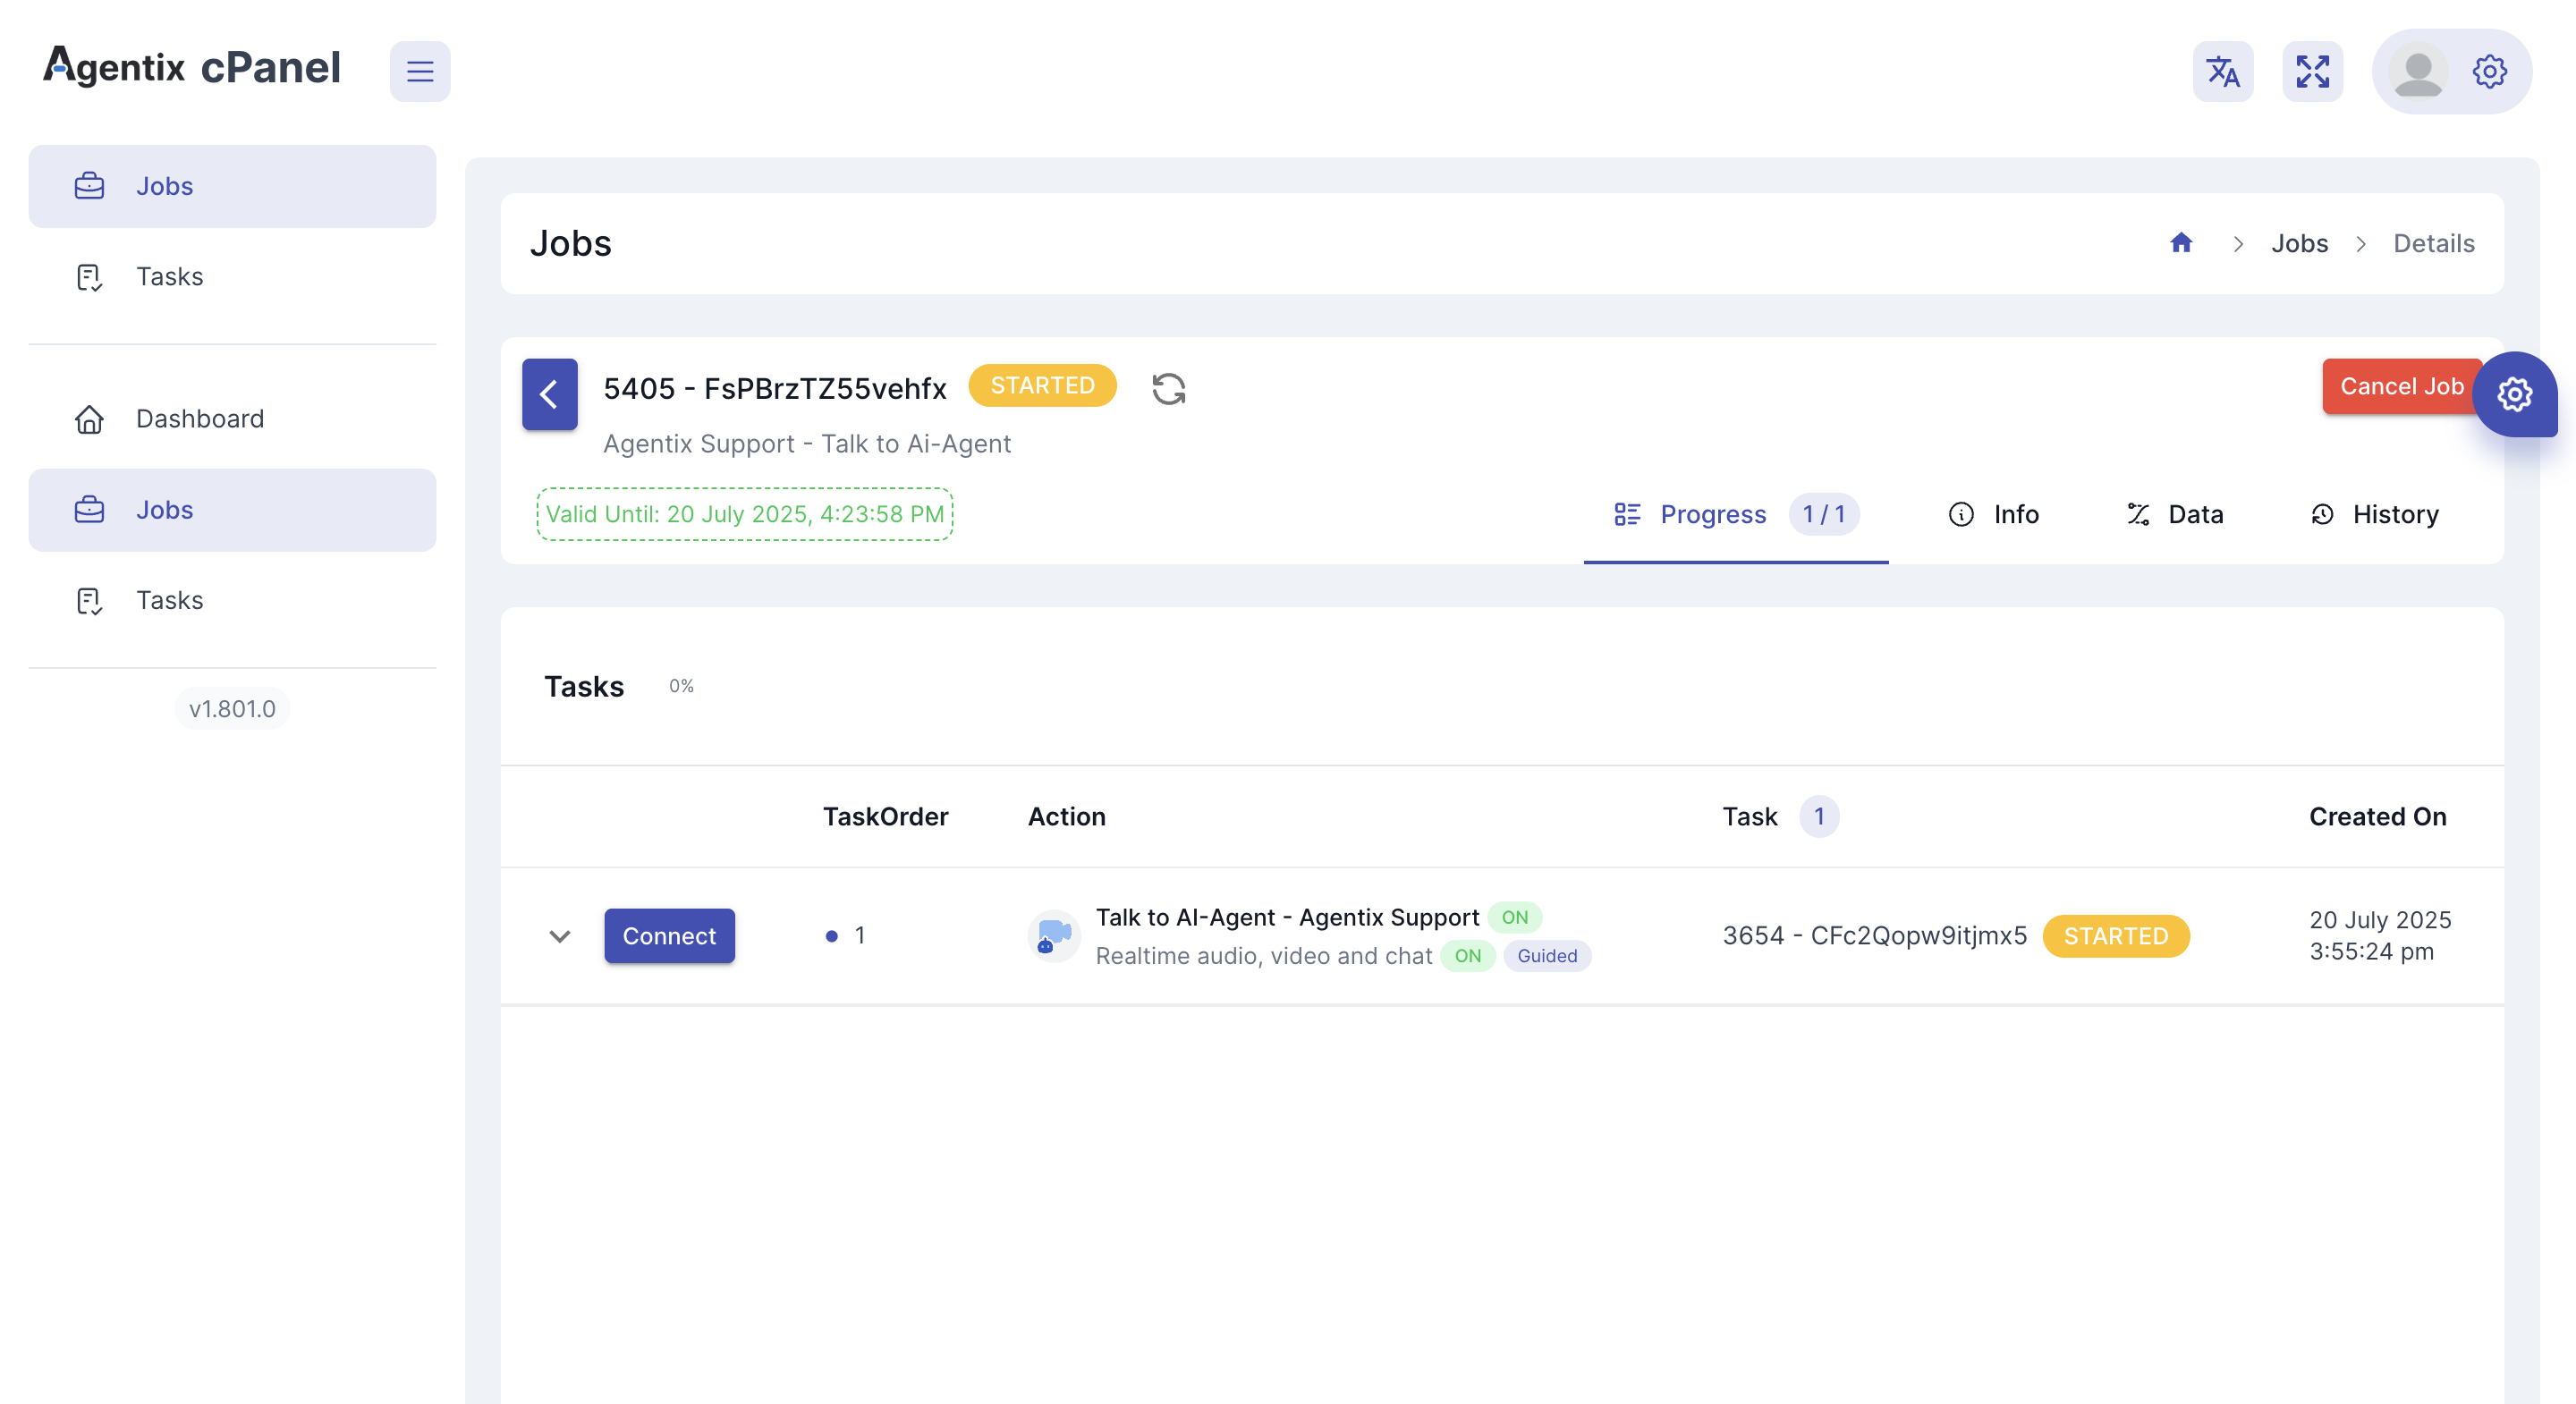 Agentix cPanel
Jobs
Tasks
Dashboard
Jobs
Tasks
v1.801.0
Jobs
Jobs
Details
5405 - FsPBrzTZ55vehfx STARTED
Cancel Job
Agentix Support - Talk to Ai-Agent
Valid Until: 20 July 2025, 4:23:58 PM
Progress 1 / 1
Info
Data
History
Tasks 0%
TaskOrder Action Task 1 Created On
Connect
1
Talk to AI-Agent - Agentix Support ON
Realtime audio, video and chat ON Guided
3654 - CFc2Qopw9itjmx5 STARTED
20 July 2025
3:55:24 pm